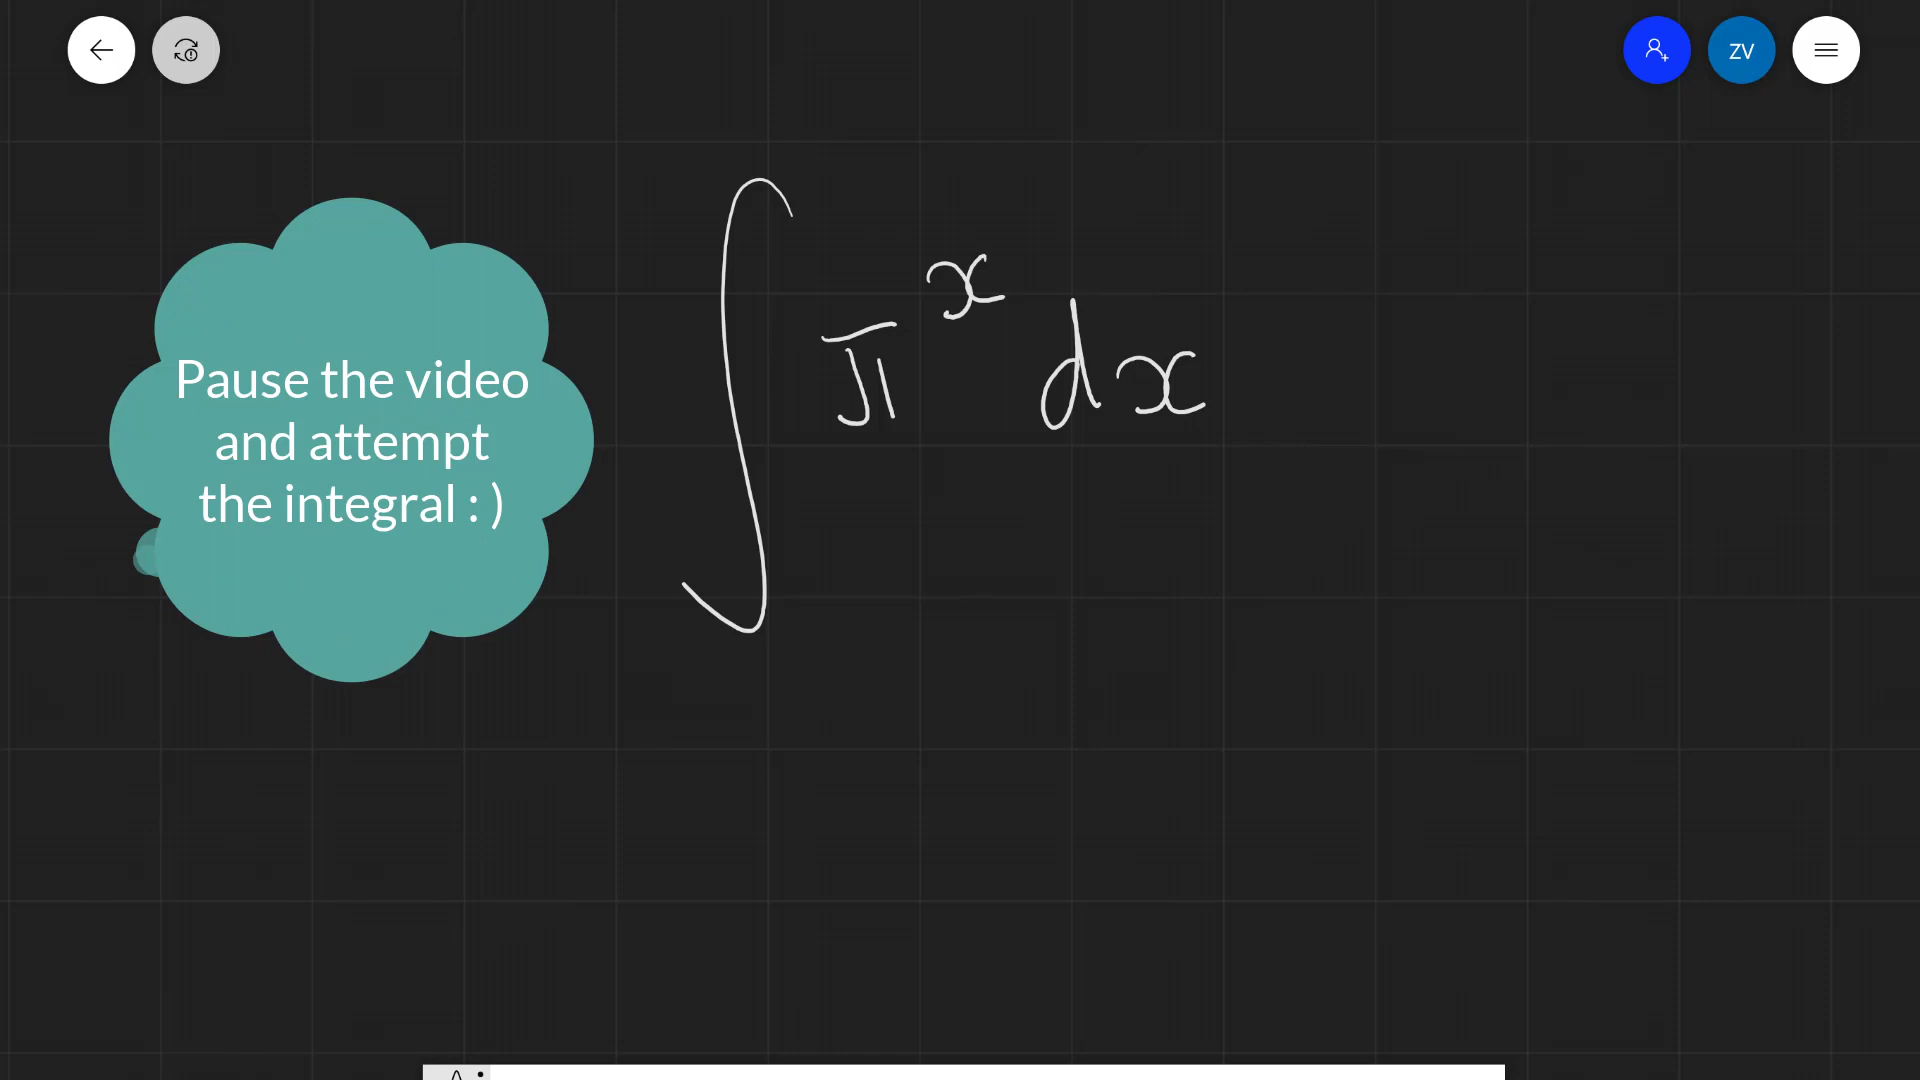 ZV
∫ π^x dx
Pause the video
and attempt
the integral : )